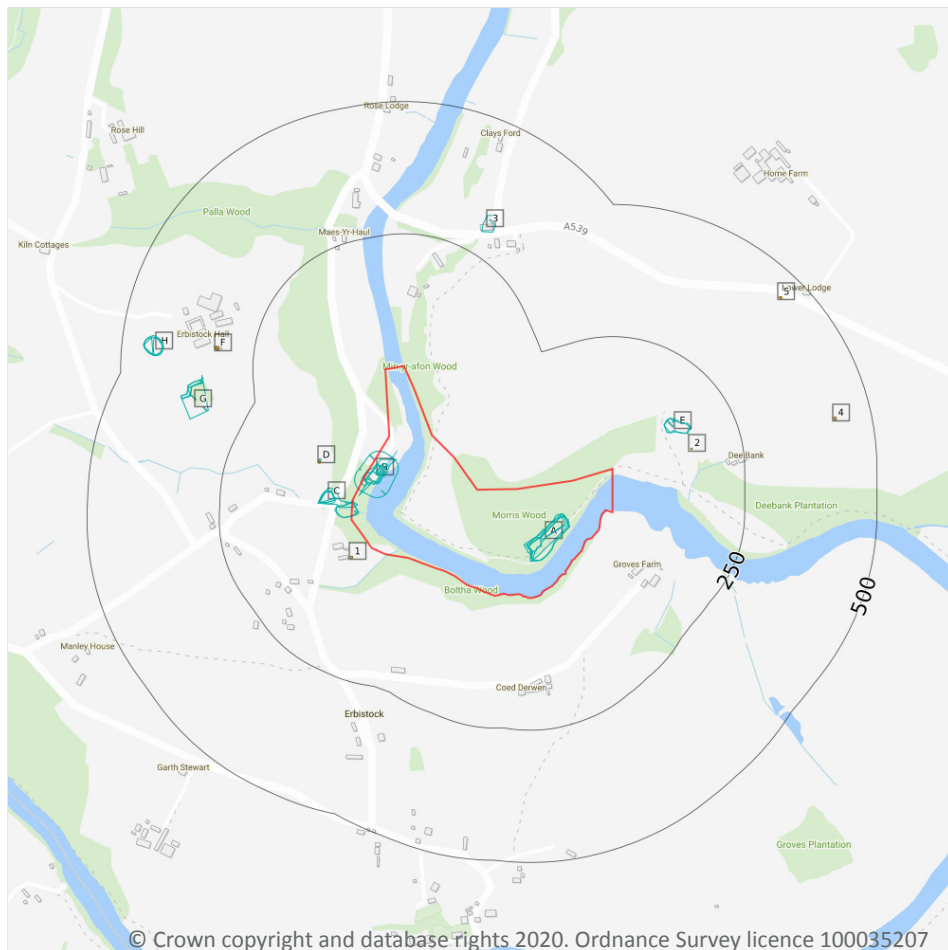 Rose Lodge
Rose Hill
Clays Ford
Home Farm
Palla Wood
3
A539
Kiln Cottages
Maes-Yr-Haul
5
Lower Lodge
Erbistock Hall
H
F
Min-yr-afon Wood
G
4
E
2
D
Dee Bank
B
C
Deebank Plantation
Morris Wood
A
1
Groves Farm
250
Boltha Wood
500
Manley House
Coed Derwen
Erbistock
Garth Stewart
Groves Plantation
© Crown copyright and database rights 2020. Ordnance Survey licence 100035207